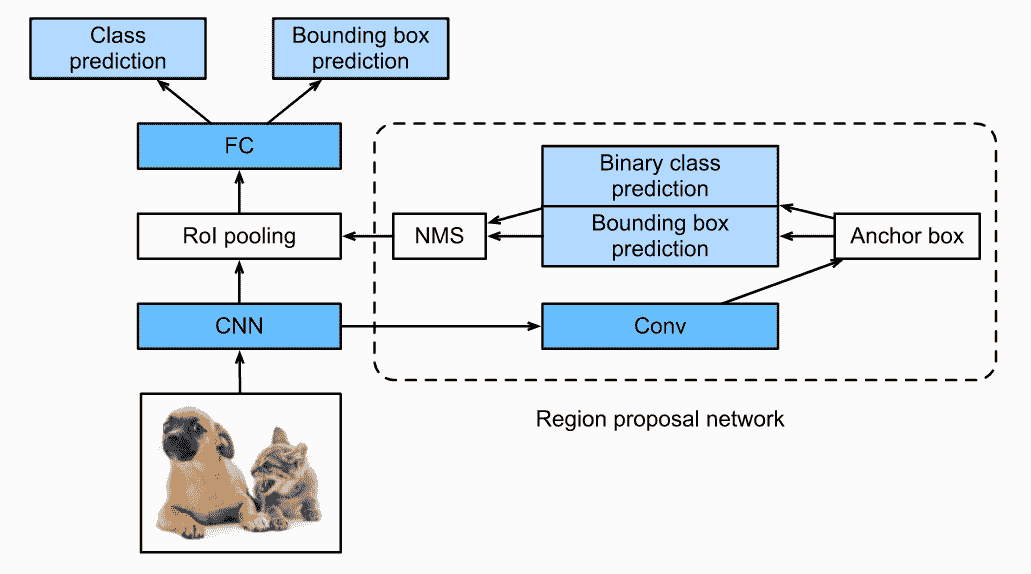 Class
prediction
Bounding box
prediction
FC
Binary class
prediction
RoI pooling
NMS
Bounding box
prediction
Anchor box
CNN
Conv
Region proposal network